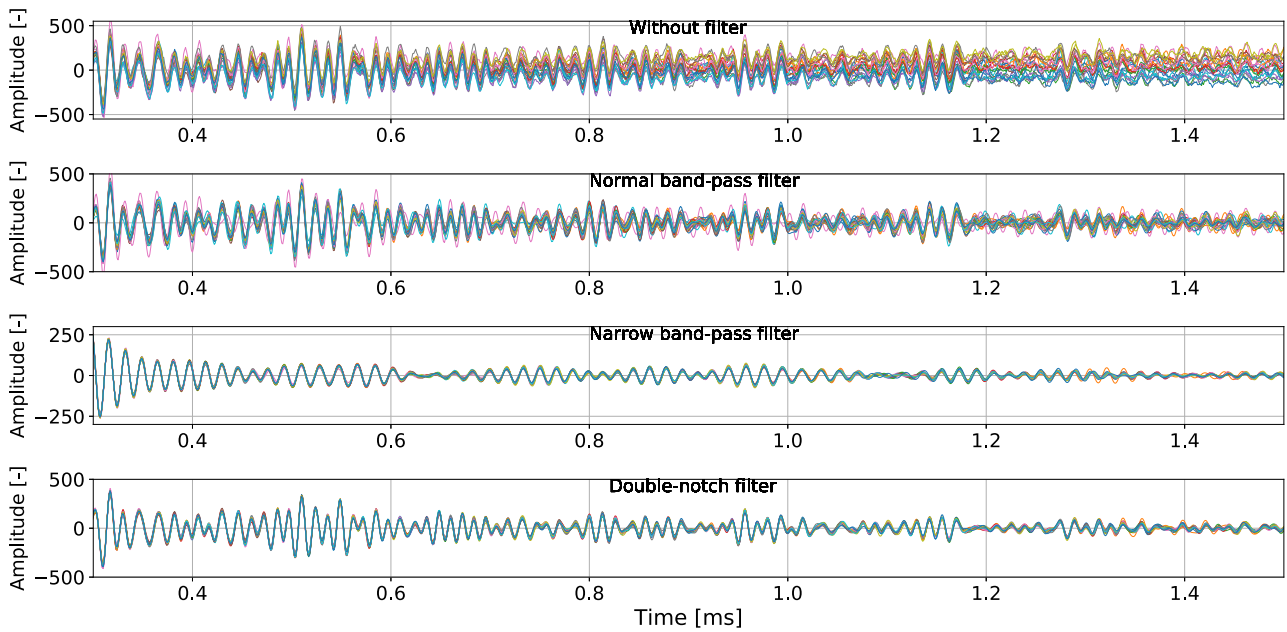 Without filter
Amplitude [-]
500
0
−500
0.4 0.6 0.8 1.0 1.2 1.4
Normal band-pass filter
Amplitude [-]
500
0
−500
0.4 0.6 0.8 1.0 1.2 1.4
Narrow band-pass filter
Amplitude [-]
250
0
−250
0.4 0.6 0.8 1.0 1.2 1.4
Double-notch filter
Amplitude [-]
500
0
−500
0.4 0.6 0.8 1.0 1.2 1.4
Time [ms]